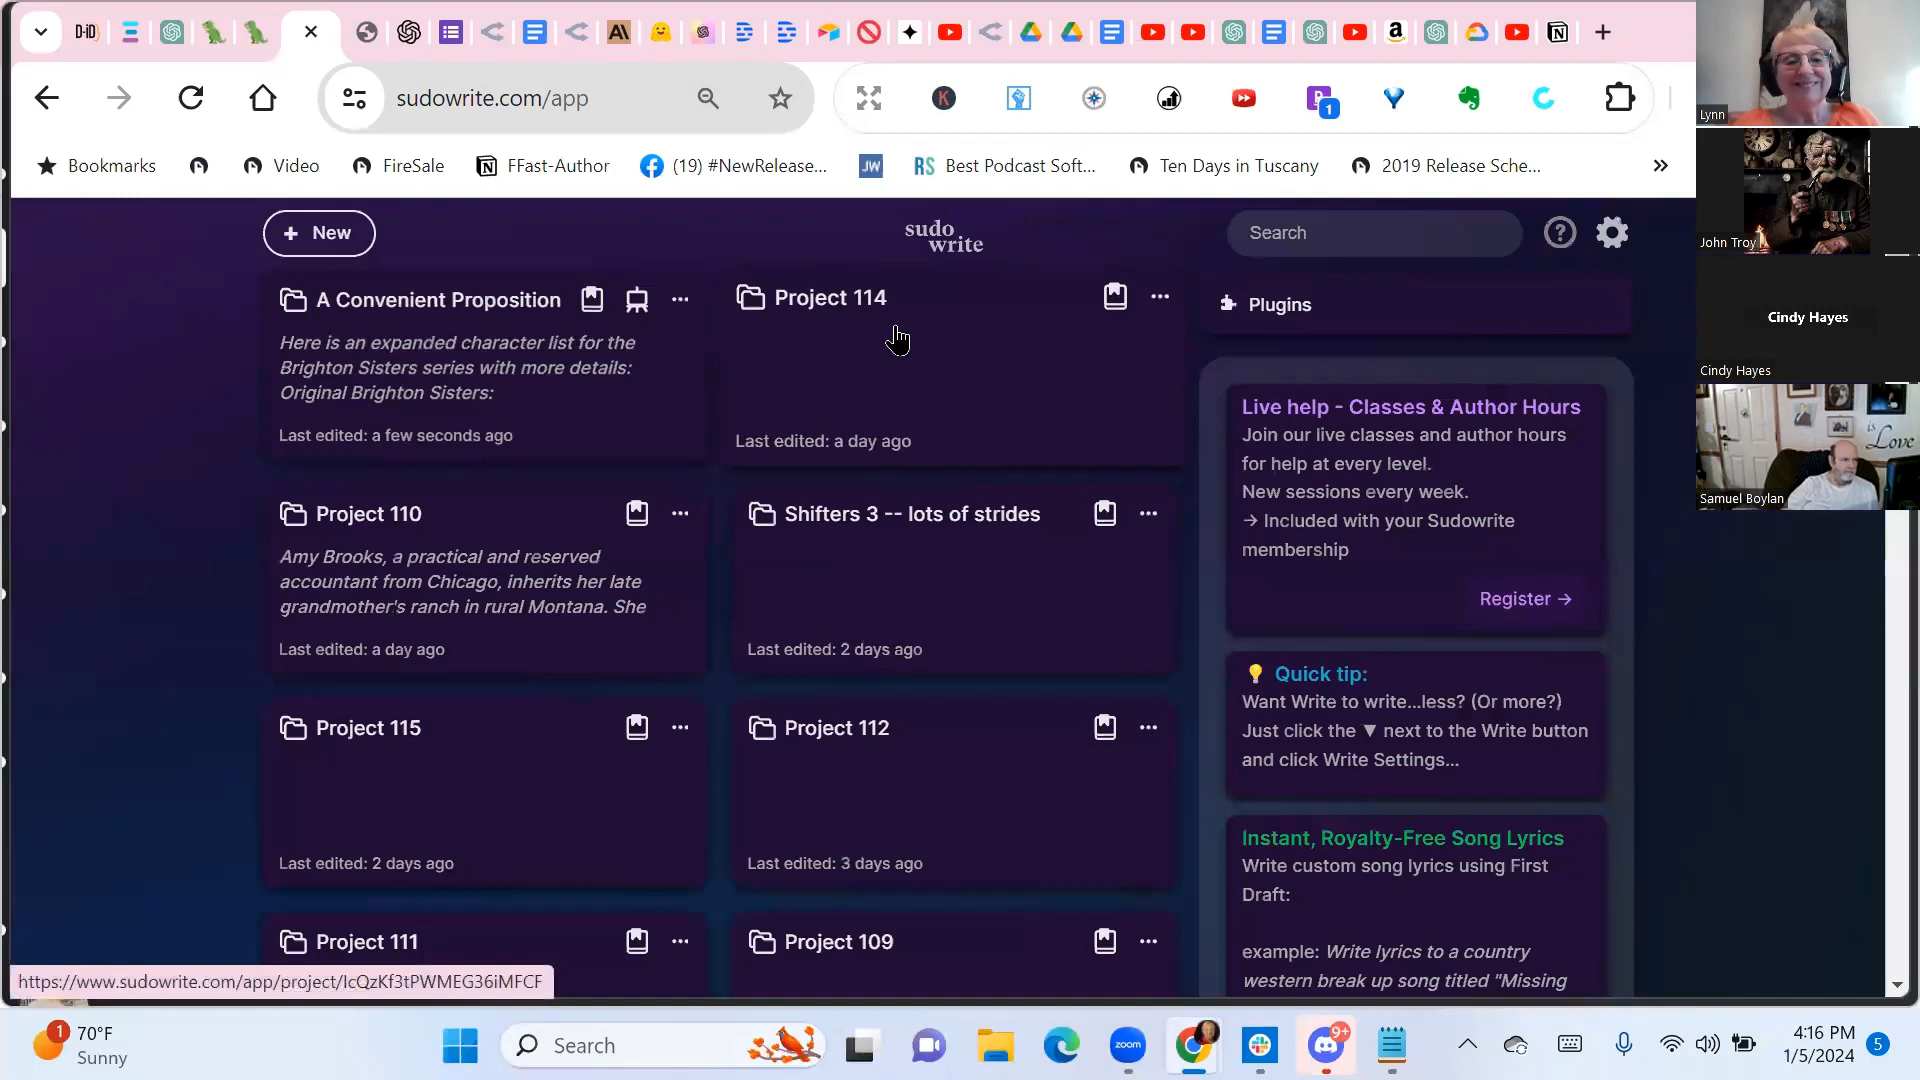 D-iD
sudowrite.com/app
K
1
Bookmarks
Video
FireSale
FFast-Author
(19) #NewRelease...
JW
RS
Best Podcast Soft...
Ten Days in Tuscany
2019 Release Sche...
+ New
sudo
write
Search
Plugins
A Convenient Proposition
Here is an expanded character list for the
Brighton Sisters series with more details:
Original Brighton Sisters:
Last edited: a few seconds ago
Project 114
Last edited: a day ago
Project 110
Amy Brooks, a practical and reserved
accountant from Chicago, inherits her late
grandmother's ranch in rural Montana. She
Last edited: a day ago
Shifters 3 -- lots of strides
Last edited: 2 days ago
Project 115
Last edited: 2 days ago
Project 112
Last edited: 3 days ago
Project 111
Project 109
Live help - Classes & Author Hours
Join our live classes and author hours
for help at every level.
New sessions every week.
→ Included with your Sudowrite
membership
Register →
Quick tip:
Want Write to write...less? (Or more?)
Just click the ▼ next to the Write button
and click Write Settings...
Instant, Royalty-Free Song Lyrics
Write custom song lyrics using First
Draft:
example: Write lyrics to a country
western break up song titled "Missing
https://www.sudowrite.com/app/project/IcQzKf3tPWMEG36iMFCF
Lynn
John Troy
Cindy Hayes
Cindy Hayes
is
Love
Samuel Boylan
1
70°F
Sunny
Search
zoom
9+
4:16 PM
1/5/2024
5